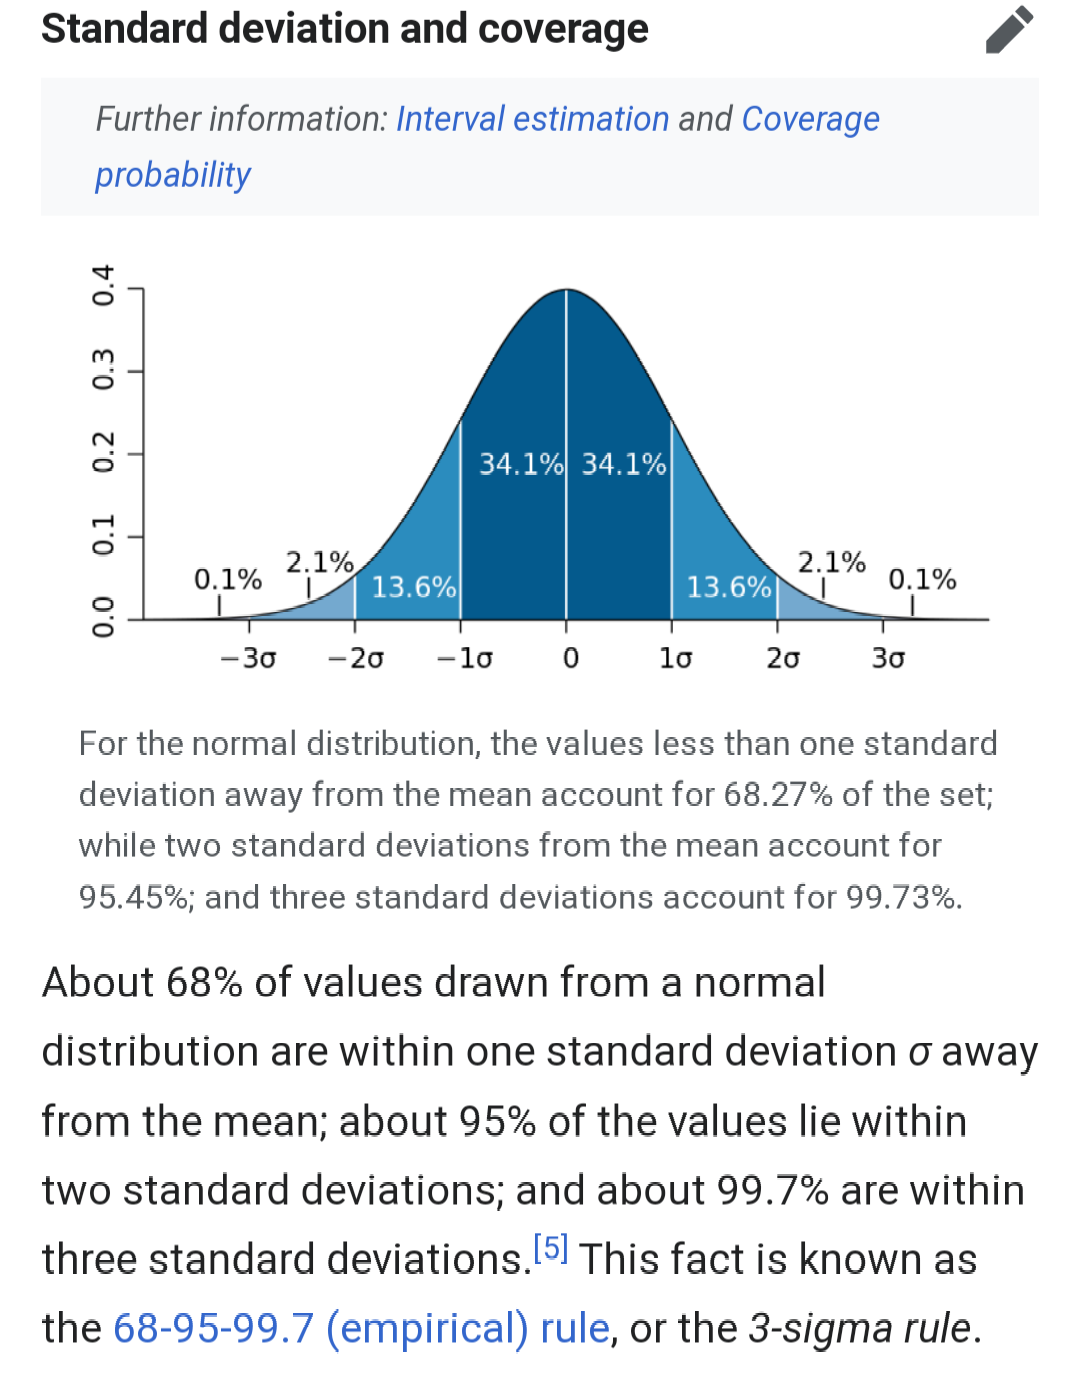 Standard deviation and coverage
Further information: Interval estimation and Coverage
probability
0.4
0.3
0.2
0.1
0.0
34.1% 34.1%
2.1% 2.1%
0.1% 0.1%
13.6% 13.6%
−3σ −2σ −1σ 0 1σ 2σ 3σ
For the normal distribution, the values less than one standard
deviation away from the mean account for 68.27% of the set;
while two standard deviations from the mean account for
95.45%; and three standard deviations account for 99.73%.
About 68% of values drawn from a normal
distribution are within one standard deviation σ away
from the mean; about 95% of the values lie within
two standard deviations; and about 99.7% are within
three standard deviations.[5] This fact is known as
the 68-95-99.7 (empirical) rule, or the 3-sigma rule.